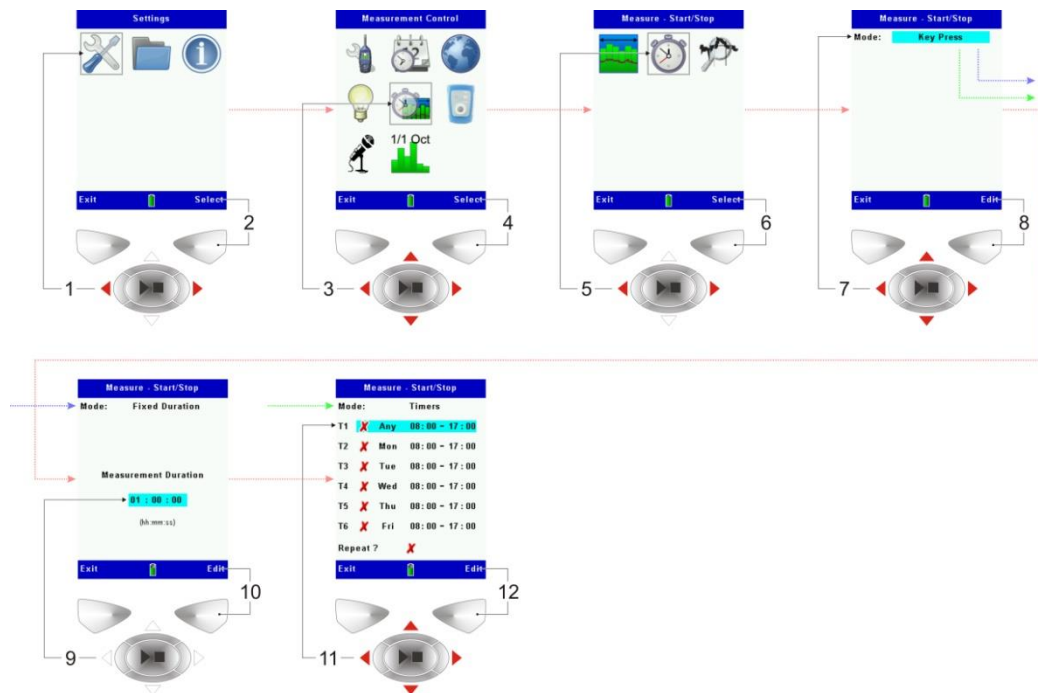 Settings
Exit
Select
1
2
Measurement Control
2
1/1 Oct
Exit
Select
3
4
Measure - Start/Stop
Exit
Select
5
6
Measure - Start/Stop
Mode: Key Press
Exit
Edit
7
8
Measure - Start/Stop
Mode: Fixed Duration
Measurement Duration
01 : 00 : 00
(hh:mm:ss)
Exit
Edit
9
10
Measure - Start/Stop
Mode: Timers
T1 ✗ Any 08:00 - 17:00
T2 ✗ Mon 08:00 - 17:00
T3 ✗ Tue 08:00 - 17:00
T4 ✗ Wed 08:00 - 17:00
T5 ✗ Thu 08:00 - 17:00
T6 ✗ Fri 08:00 - 17:00
Repeat ? ✗
Exit
Edit
11
12